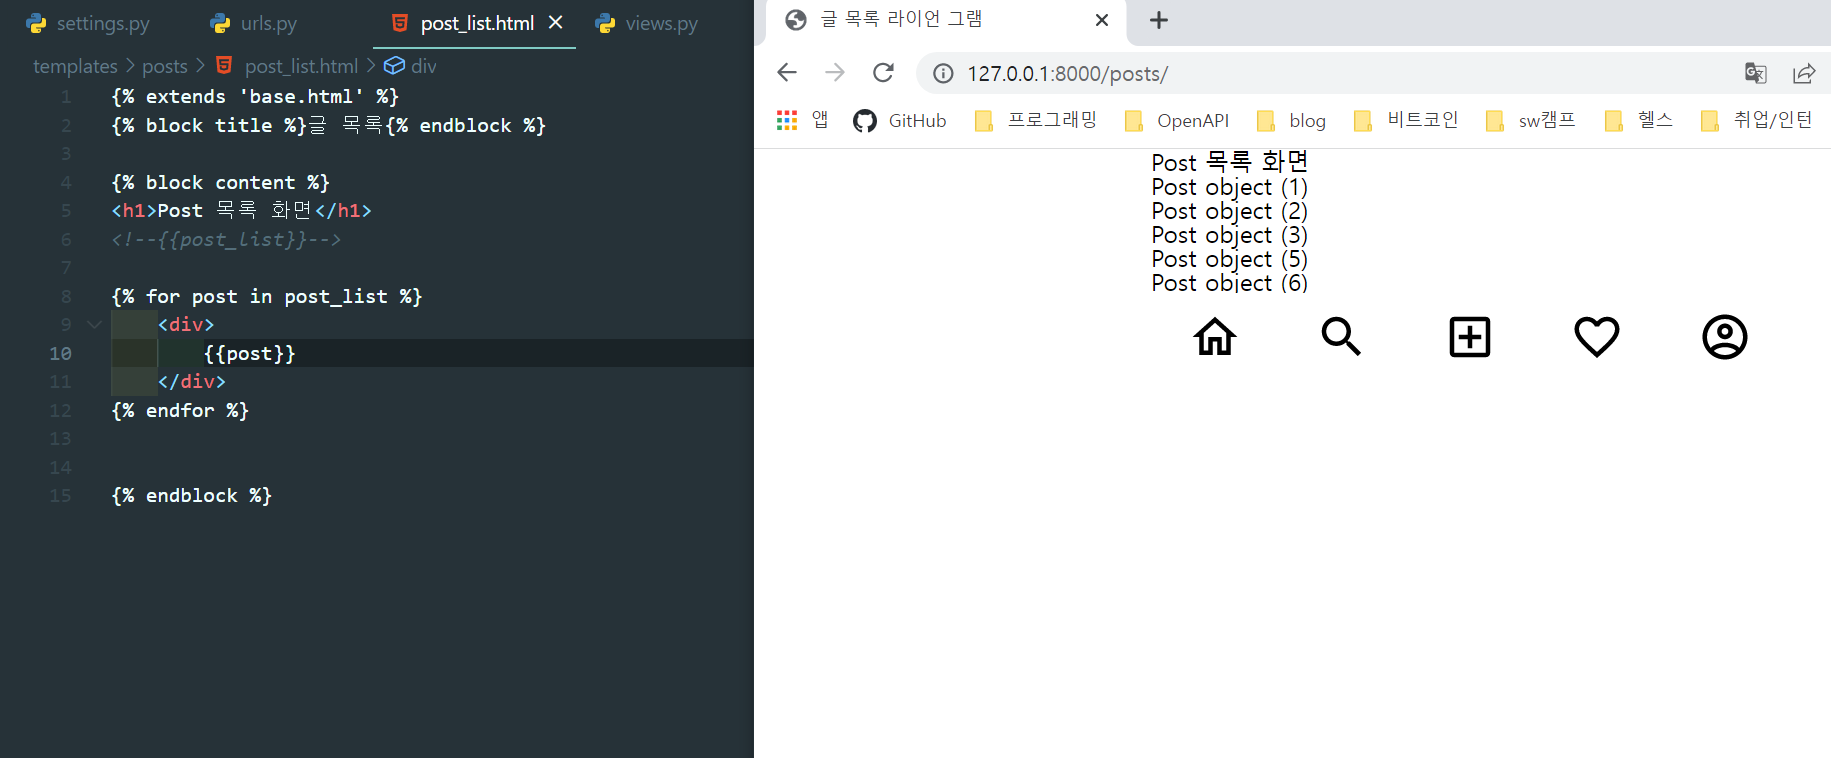 settings.py urls.py post_list.html views.py
templates > posts > post_list.html > div
1 {% extends 'base.html' %}
2 {% block title %}글 목록{% endblock %}
3
4 {% block content %}
5 <h1>Post 목록 화면</h1>
6 <!--{{post_list}}-->
7
8 {% for post in post_list %}
9 <div>
10 {{post}}
11 </div>
12 {% endfor %}
13
14
15 {% endblock %}
글 목록 라이언 그램
127.0.0.1:8000/posts/
앱 GitHub 프로그래밍 OpenAPI blog 비트코인 sw캠프 헬스 취업/인턴
Post 목록 화면
Post object (1)
Post object (2)
Post object (3)
Post object (5)
Post object (6)